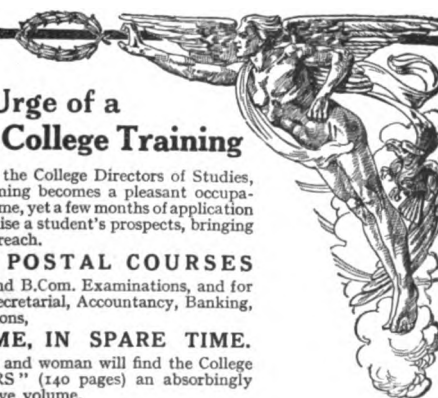 Urge of a
College Training
the College Directors of Studies,
ning becomes a pleasant occupa-
me, yet a few months of application
ise a student's prospects, bringing
reach.
POSTAL COURSES
nd B.Com. Examinations, and for
ecretarial, Accountancy, Banking,
ons,
ME, IN SPARE TIME.
and woman will find the College
RS" (140 pages) an absorbingly
ve volume.